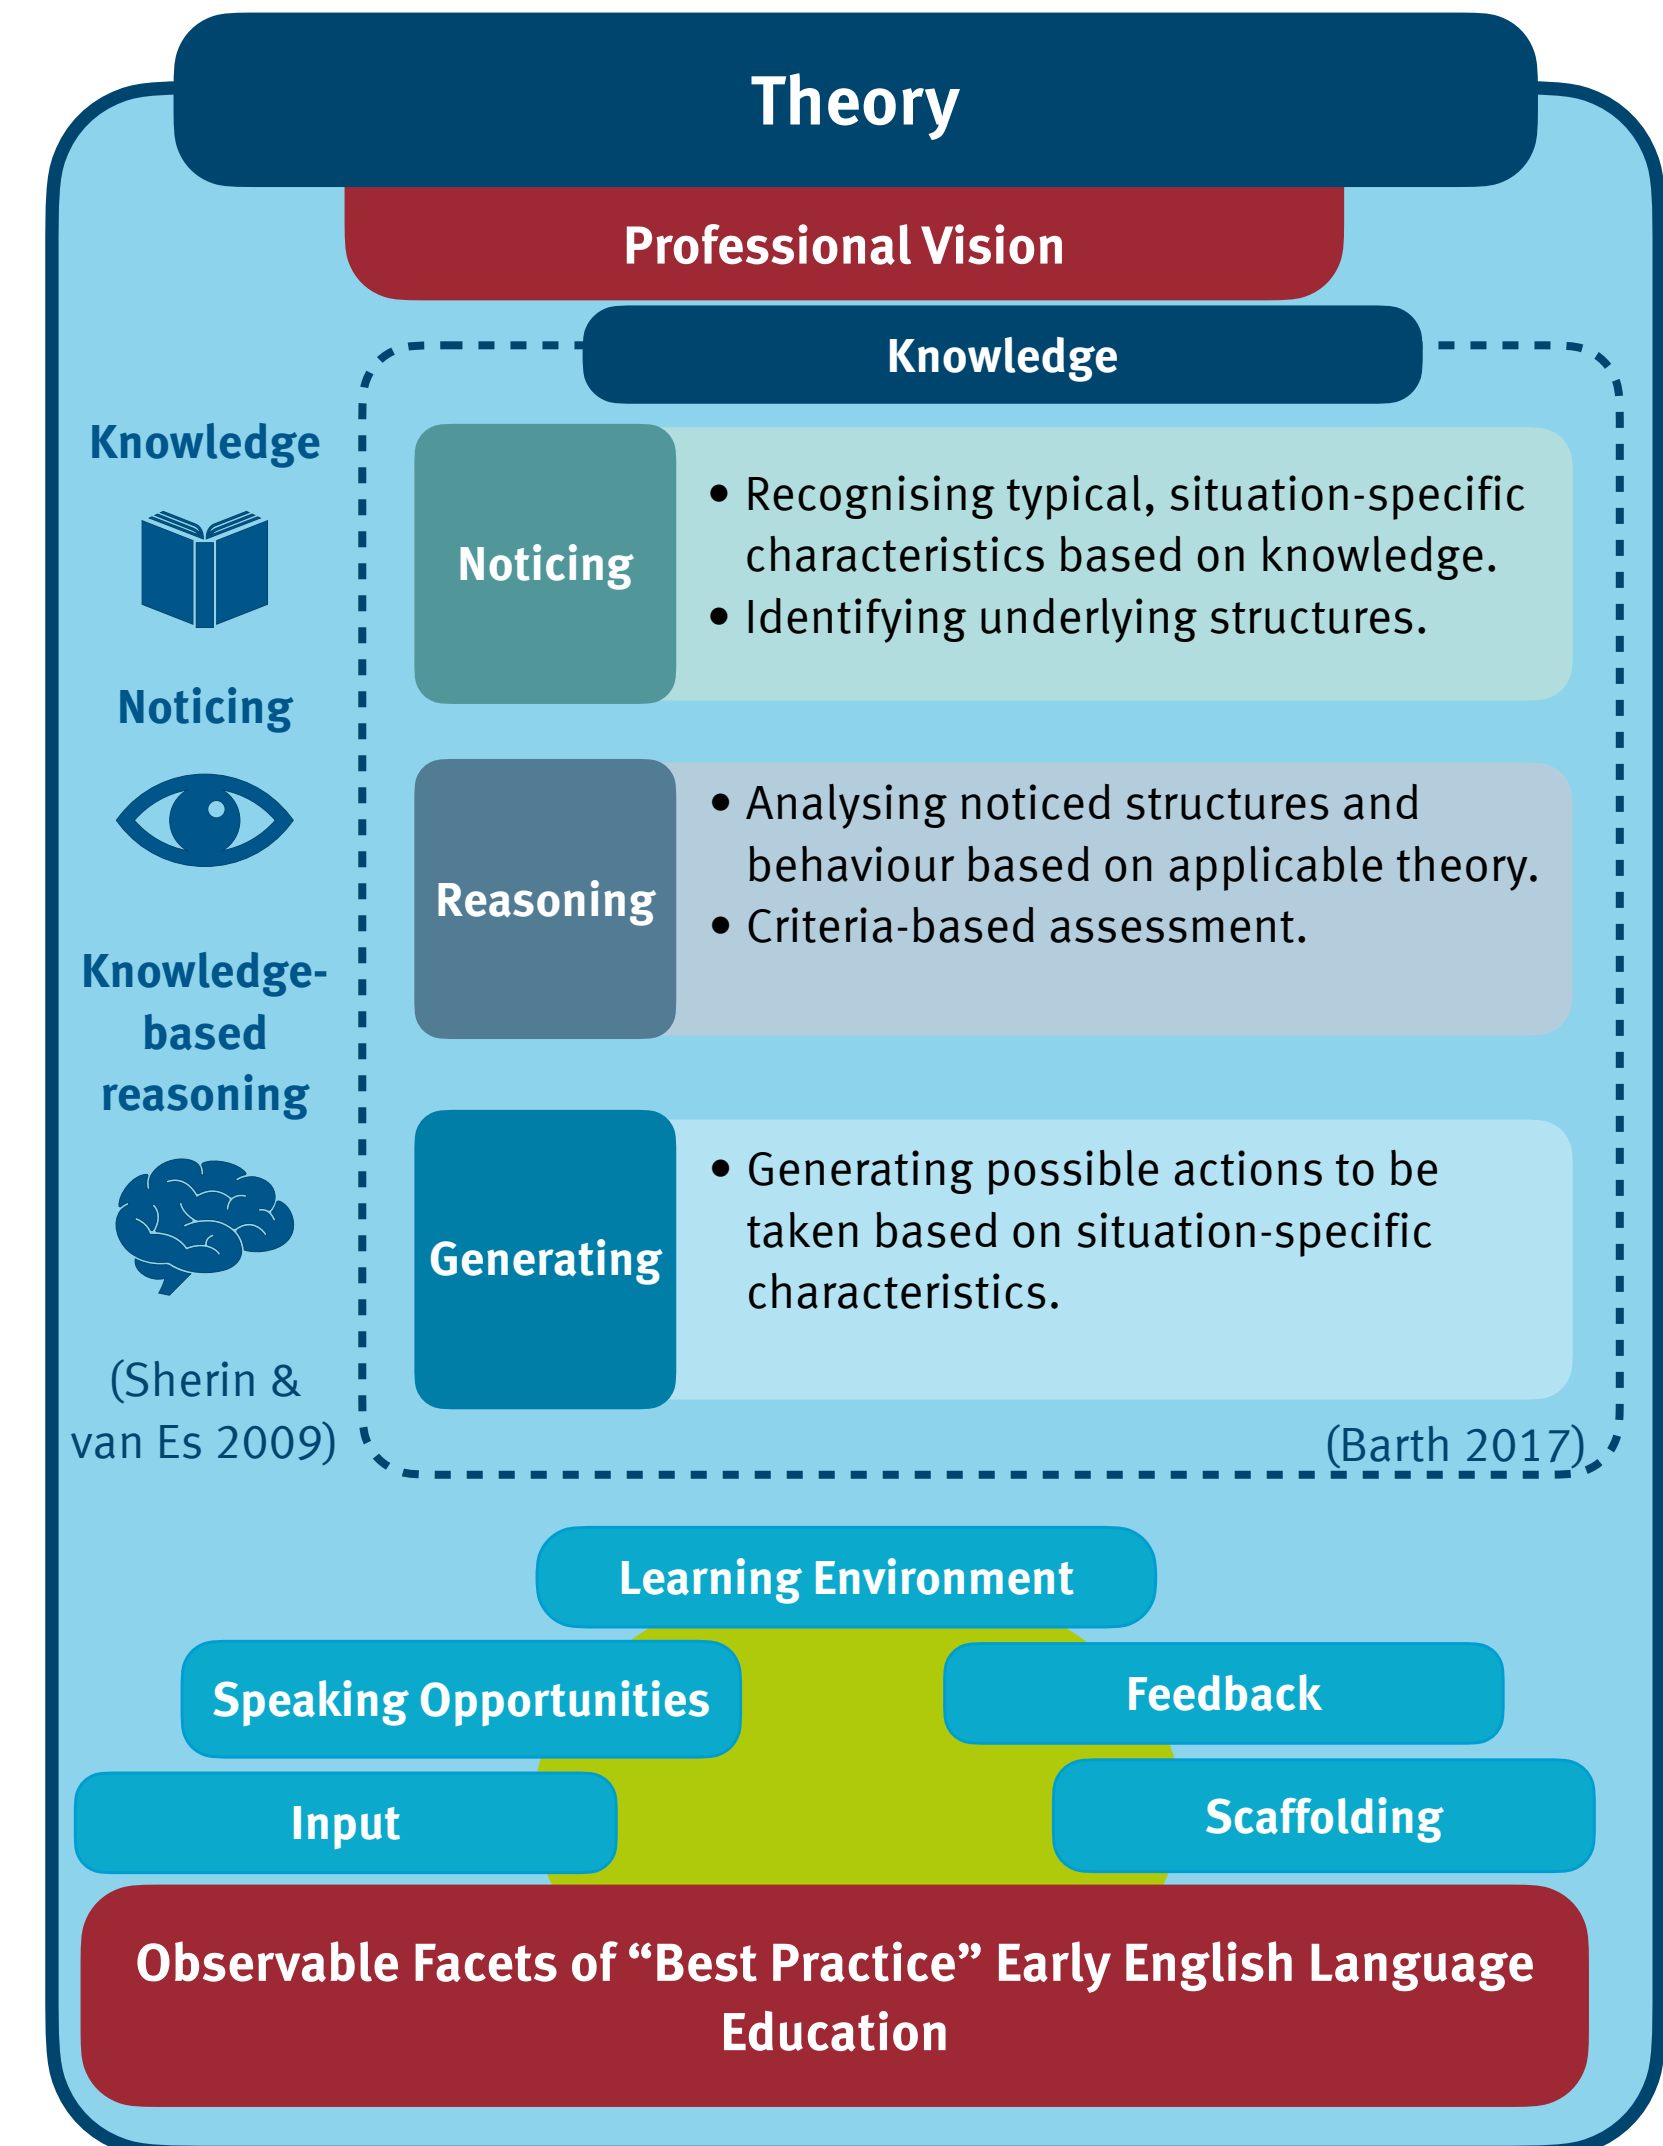 Theory
Professional Vision
Knowledge
Knowledge
Noticing
Knowledge-
based
reasoning
(Sherin &
van Es 2009)
Noticing
• Recognising typical, situation-specific
characteristics based on knowledge.
• Identifying underlying structures.
Reasoning
• Analysing noticed structures and
behaviour based on applicable theory.
• Criteria-based assessment.
Generating
• Generating possible actions to be
taken based on situation-specific
characteristics.
(Barth 2017)
Learning Environment
Speaking Opportunities
Feedback
Input
Scaffolding
Observable Facets of “Best Practice” Early English Language
Education